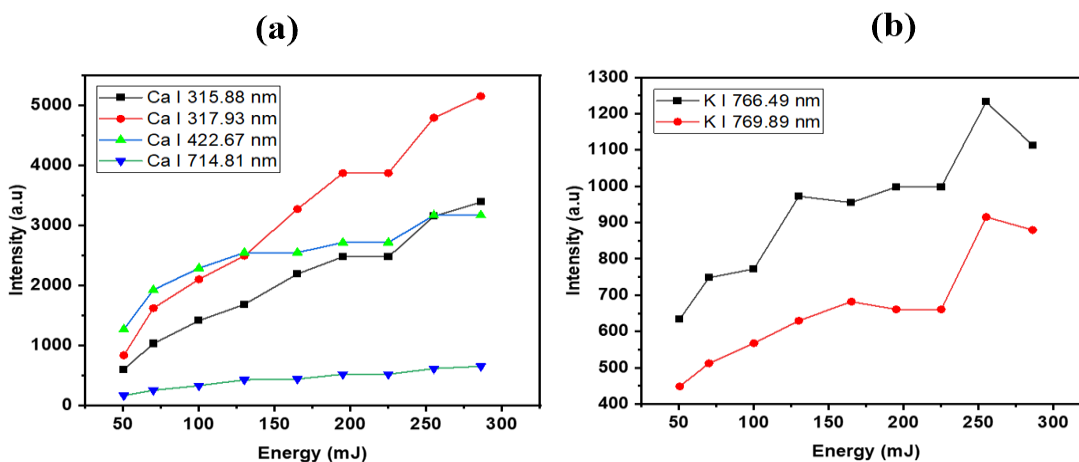 (a)
Ca I 315.88 nm
Ca I 317.93 nm
Ca I 422.67 nm
Ca I 714.81 nm
5000
4000
3000
2000
1000
0
Intensity (a.u)
50 100 150 200 250 300
Energy (mJ)
(b)
K I 766.49 nm
K I 769.89 nm
1300
1200
1100
1000
900
800
700
600
500
400
Intensity (a.u)
50 100 150 200 250 300
Energy (mJ)